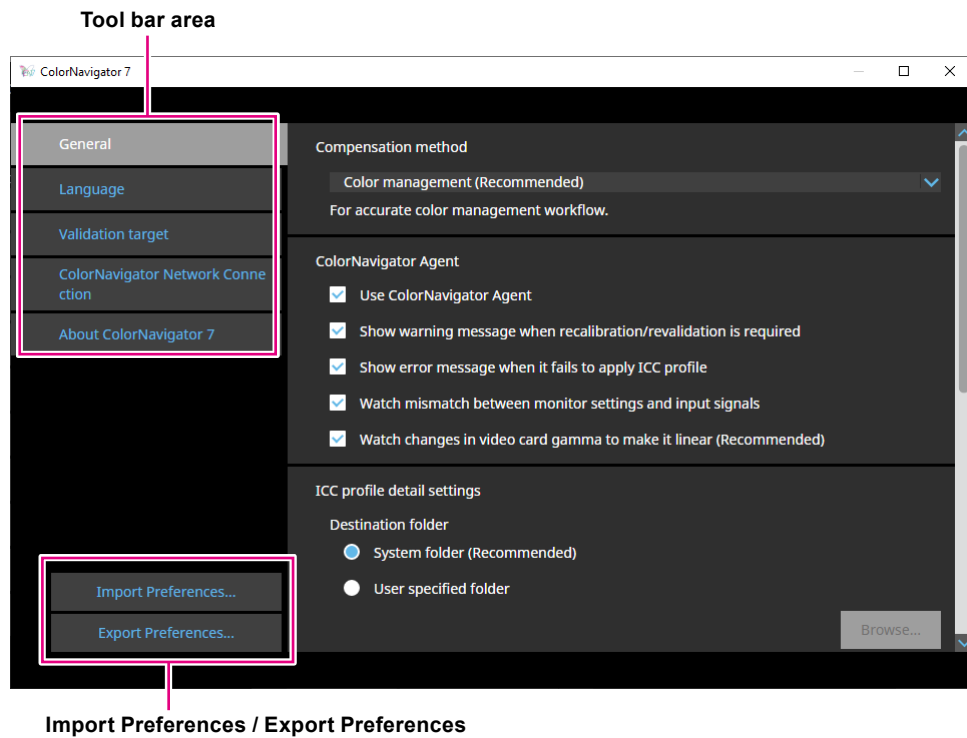 Tool bar area
ColorNavigator 7
General
Language
Validation target
ColorNavigator Network Conne
ction
About ColorNavigator 7
Import Preferences...
Export Preferences...
Compensation method
Color management (Recommended)
For accurate color management workflow.
ColorNavigator Agent
Use ColorNavigator Agent
Show warning message when recalibration/revalidation is required
Show error message when it fails to apply ICC profile
Watch mismatch between monitor settings and input signals
Watch changes in video card gamma to make it linear (Recommended)
ICC profile detail settings
Destination folder
System folder (Recommended)
User specified folder
Browse...
Import Preferences / Export Preferences